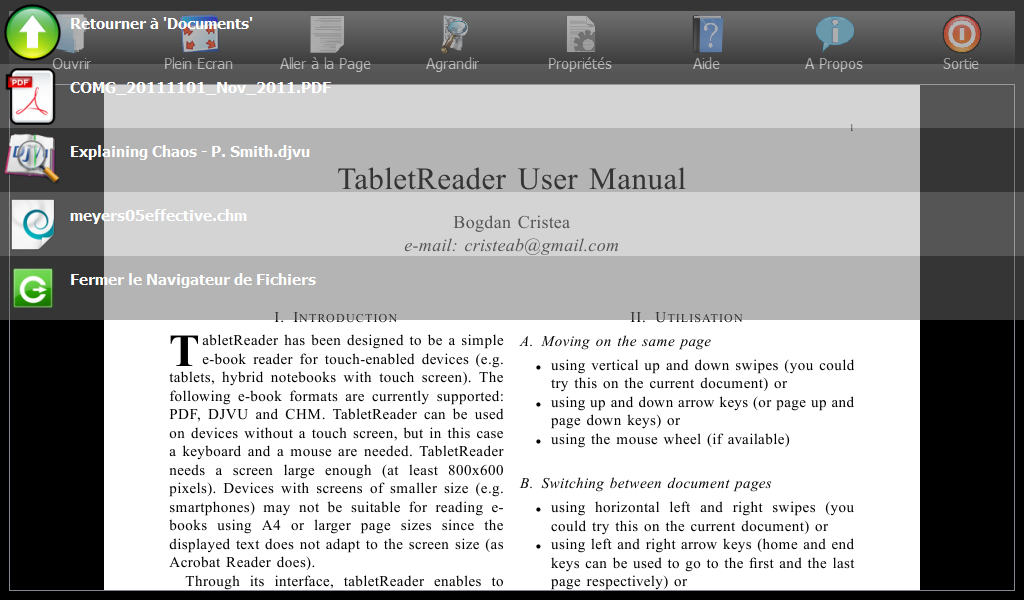 Retourner à 'Documents'
Ouvrir
Plein Ecran
Aller à la Page
Agrandir
Propriétés
Aide
A Propos
Sortie
PDF
COMG_20111101_Nov_2011.PDF
DjVu
Explaining Chaos - P. Smith.djvu
meyers05effective.chm
Fermer le Navigateur de Fichiers
1
TabletReader User Manual
Bogdan Cristea
e-mail: cristeab@gmail.com
I. INTRODUCTION
TabletReader has been designed to be a simple
e-book reader for touch-enabled devices (e.g.
tablets, hybrid notebooks with touch screen). The
following e-book formats are currently supported:
PDF, DJVU and CHM. TabletReader can be used
on devices without a touch screen, but in this case
a keyboard and a mouse are needed. TabletReader
needs a screen large enough (at least 800x600
pixels). Devices with screens of smaller size (e.g.
smartphones) may not be suitable for reading e-
books using A4 or larger page sizes since the
displayed text does not adapt to the screen size (as
Acrobat Reader does).
Through its interface, tabletReader enables to
II. UTILISATION
A. Moving on the same page
• using vertical up and down swipes (you could
try this on the current document) or
• using up and down arrow keys (or page up and
page down keys) or
• using the mouse wheel (if available)
B. Switching between document pages
• using horizontal left and right swipes (you
could try this on the current document) or
• using left and right arrow keys (home and end
keys can be used to go to the first and the last
page respectively) or